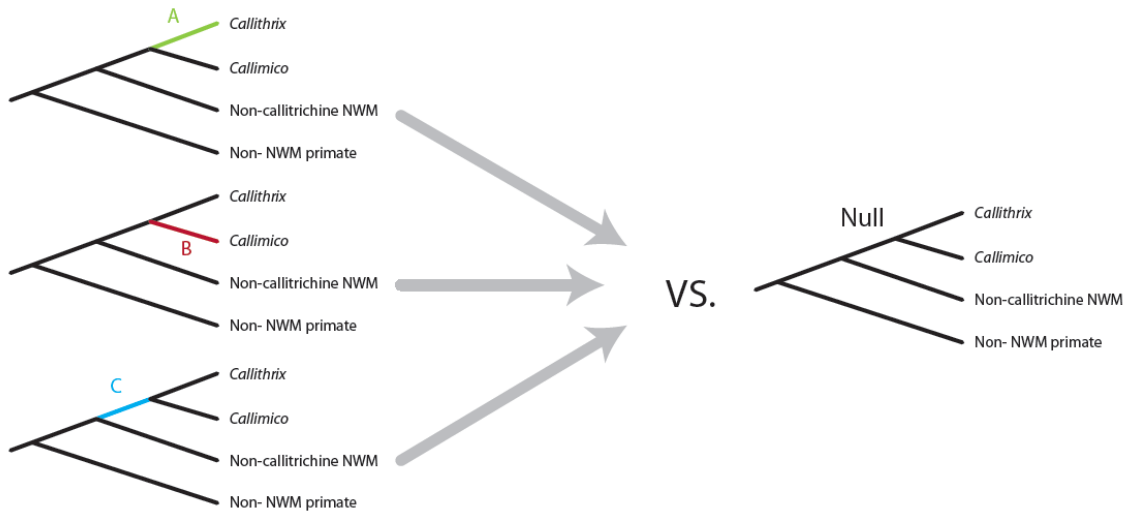 A
Callithrix
Callimico
Non-callitrichine NWM
Non- NWM primate
Callithrix
Callimico
B
Non-callitrichine NWM
Non- NWM primate
C
Callithrix
Callimico
Non-callitrichine NWM
Non- NWM primate
VS.
Null
Callithrix
Callimico
Non-callitrichine NWM
Non- NWM primate